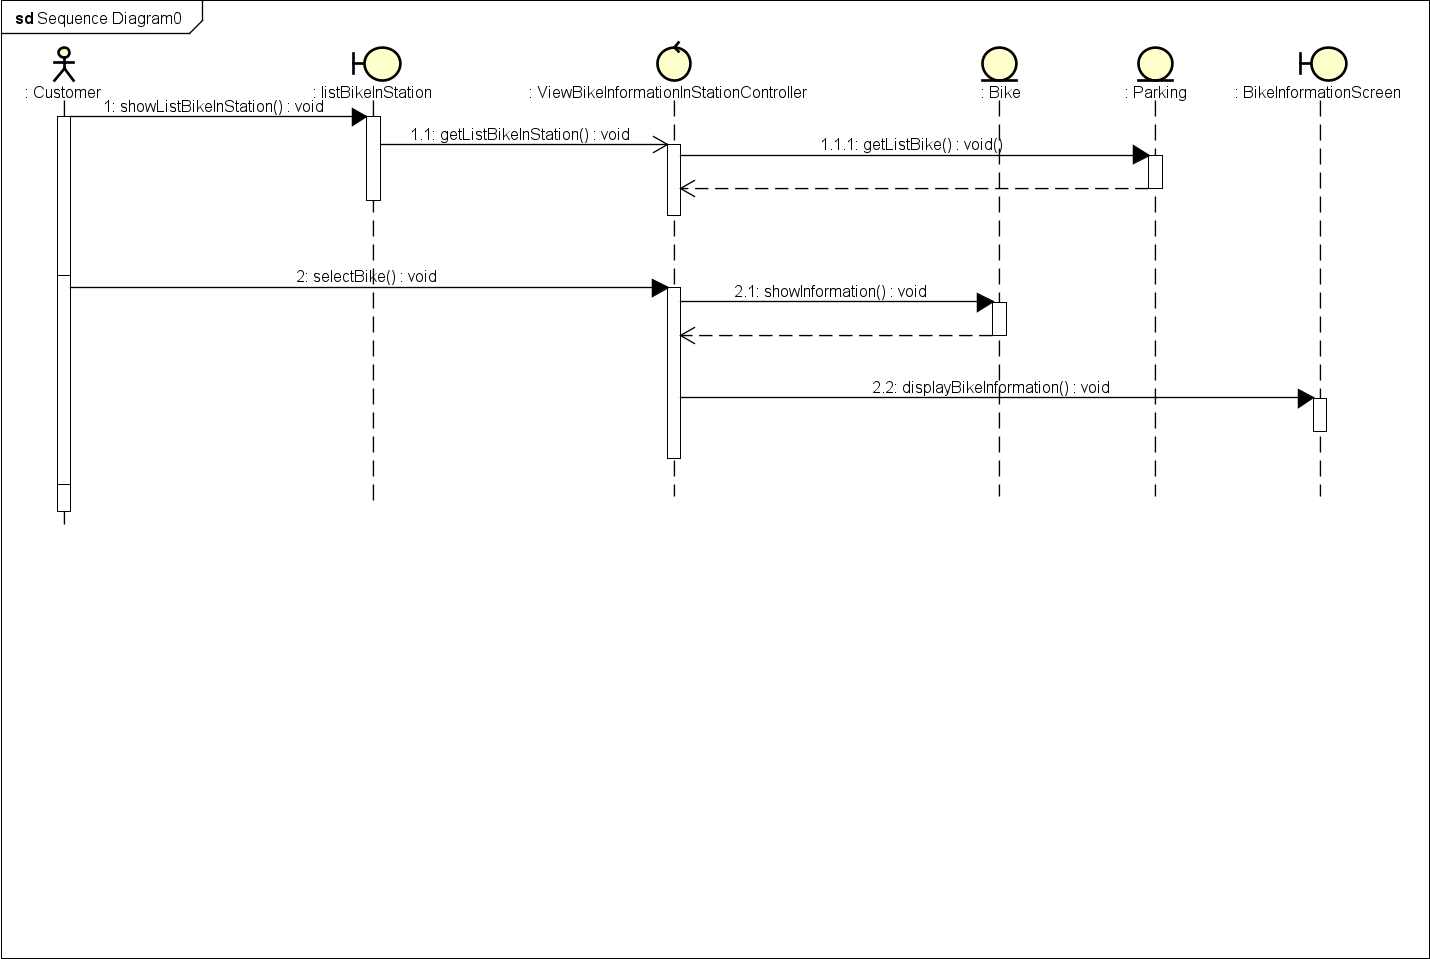 sd Sequence Diagram0
: Customer
: listBikeInStation
: ViewBikeInformationInStationController
: Bike
: Parking
: BikeInformationScreen
1: showListBikeInStation() : void
1.1: getListBikeInStation() : void
1.1.1: getListBike() : void()
2: selectBike() : void
2.1: showInformation() : void
2.2: displayBikeInformation() : void